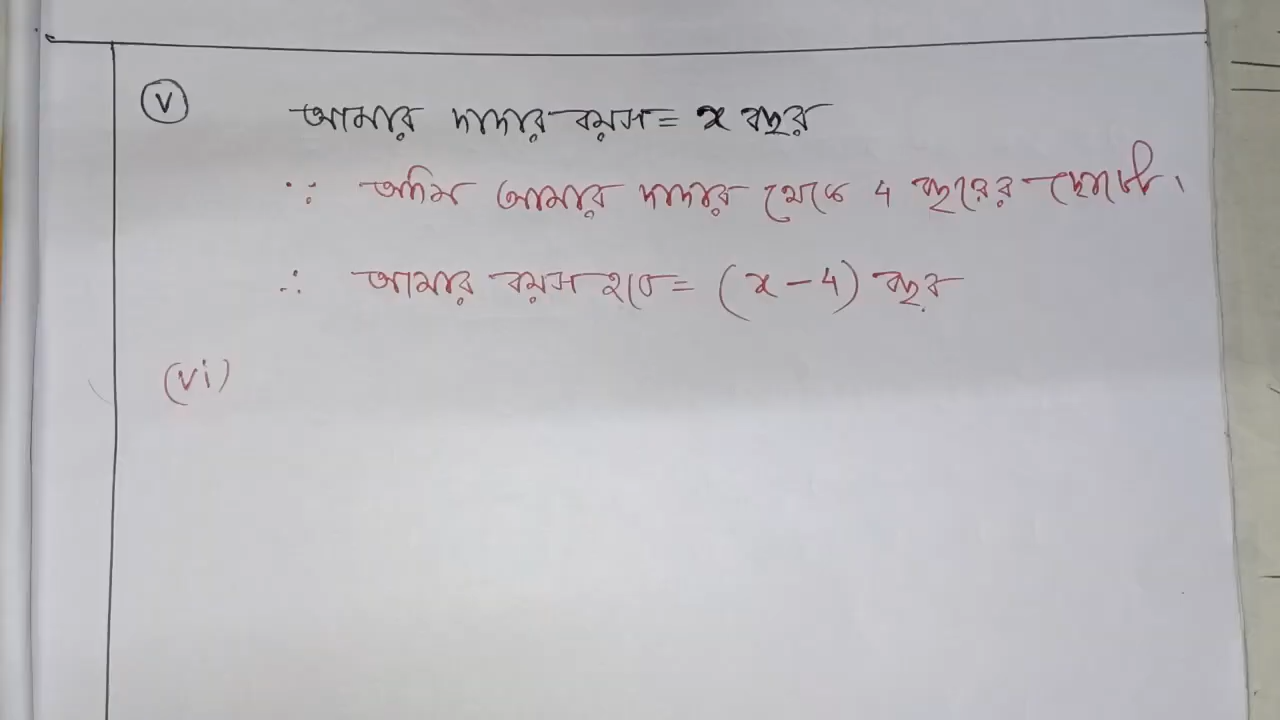 (v) আমার দাদার বয়স = x বছর
∵ আমি আমার দাদার থেকে 4 বছরের ছোট।
∴ আমার বয়স হবে = (x - 4) বছর
(vi)